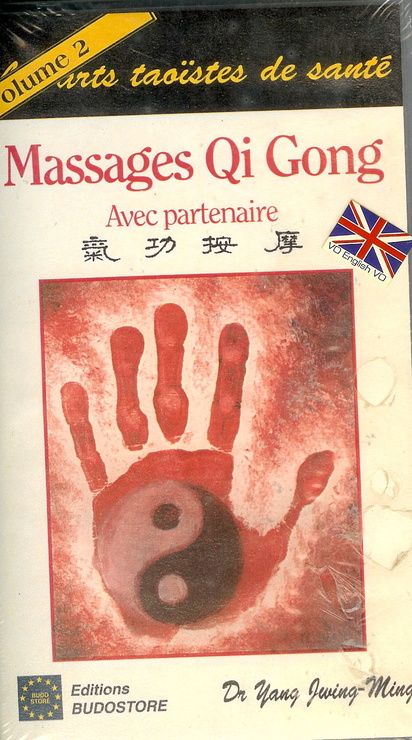 olume 2
arts taoïstes de santé
Massages Qi Gong
Avec partenaire
氣功按摩
VO English VO
BUDO
STORE
Editions
BUDOSTORE
Dr Yang Jwing-Ming